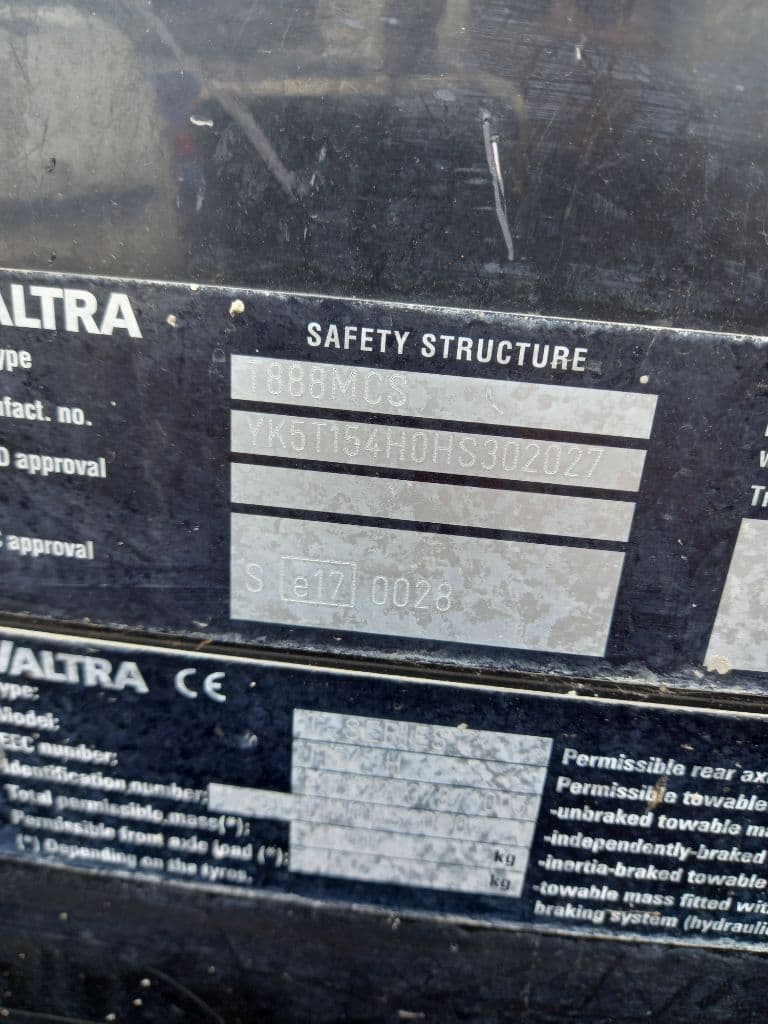 ALTRA
SAFETY STRUCTURE
ype
T888MCS
fact. no.
YK5T154H0HS302027
D approval
approval
S e17 0028
VALTRA CE
ype:
Model:
T-SERIES
EEC number:
Identification number:
Total permissible mass(*):
Permissible front axle load (*):
kg
(*) Depending on the tyres.
kg
Permissible rear ax
Permissible towable
-unbraked towable ma
-independently-braked
-inertia-braked towable
-towable mass fitted wit
braking system (hydrauli